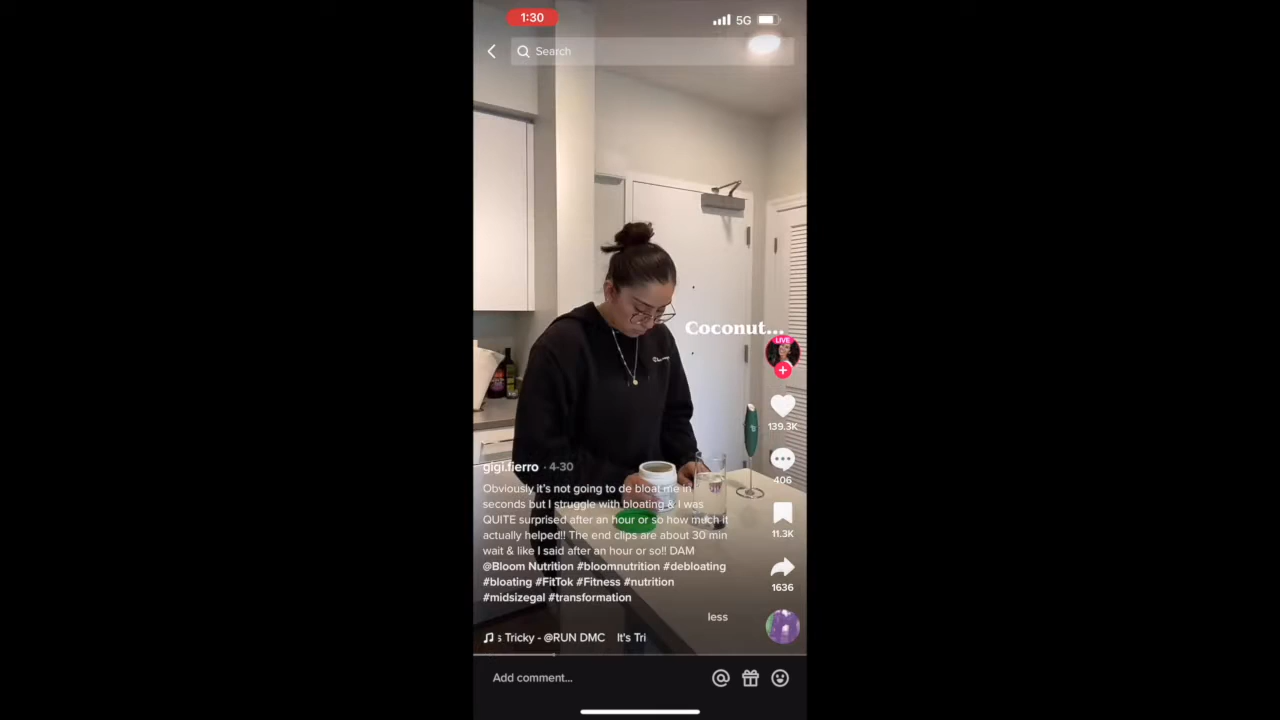 1:30
5G
Search
Coconut...
LIVE
139.3K
406
11.3K
1636
gigi.fierro · 4-30
Obviously it's not going to de bloat me in
seconds but I struggle with bloating & I was
QUITE surprised after an hour or so how much it
actually helped!! The end clips are about 30 min
wait & like I said after an hour or so!! DAM
@Bloom Nutrition #bloomnutrition #debloating
#bloating #FitTok #Fitness #nutrition
#midsizegal #transformation
less
s Tricky - @RUN DMC It's Tri
Add comment...